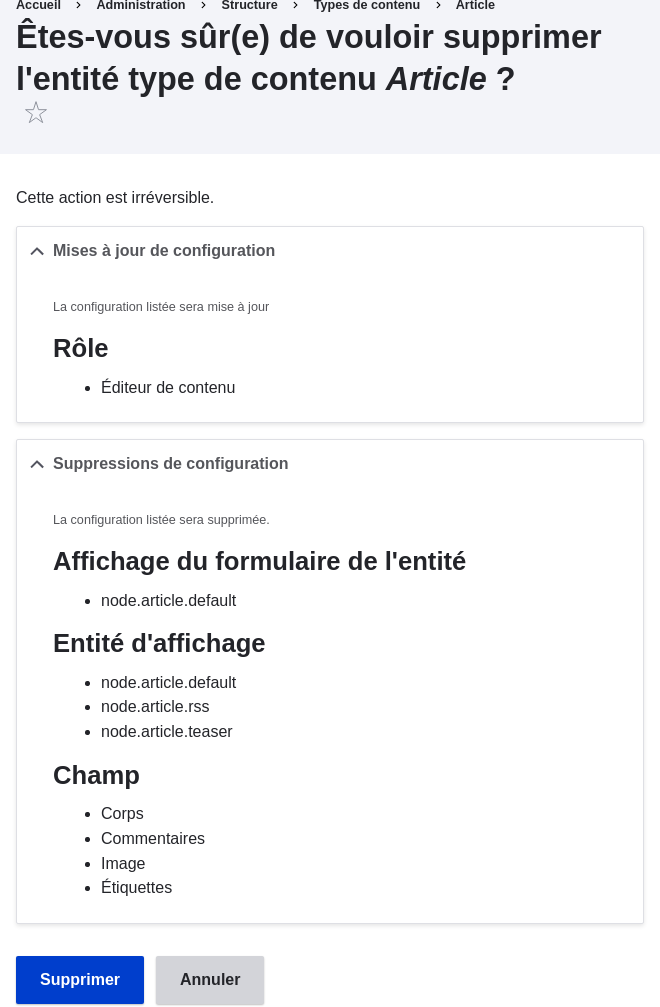 Accueil > Administration > Structure > Types de contenu > Article
Êtes-vous sûr(e) de vouloir supprimer
l'entité type de contenu Article ?
Cette action est irréversible.
Mises à jour de configuration
La configuration listée sera mise à jour
Rôle
• Éditeur de contenu
Suppressions de configuration
La configuration listée sera supprimée.
Affichage du formulaire de l'entité
• node.article.default
Entité d'affichage
• node.article.default
• node.article.rss
• node.article.teaser
Champ
• Corps
• Commentaires
• Image
• Étiquettes
Supprimer Annuler